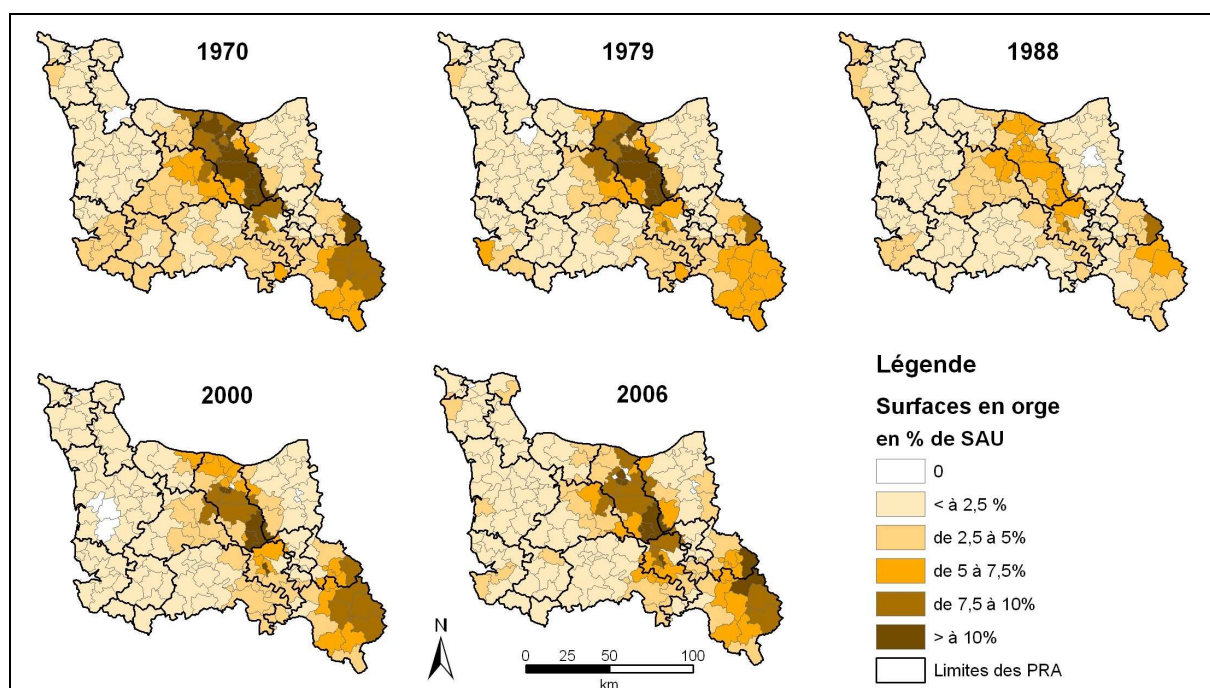 1970
1979
1988
2000
2006
Légende
Surfaces en orge
en % de SAU
0
< à 2,5 %
de 2,5 à 5%
de 5 à 7,5%
de 7,5 à 10%
> à 10%
Limites des PRA
N
0 25 50 100
km